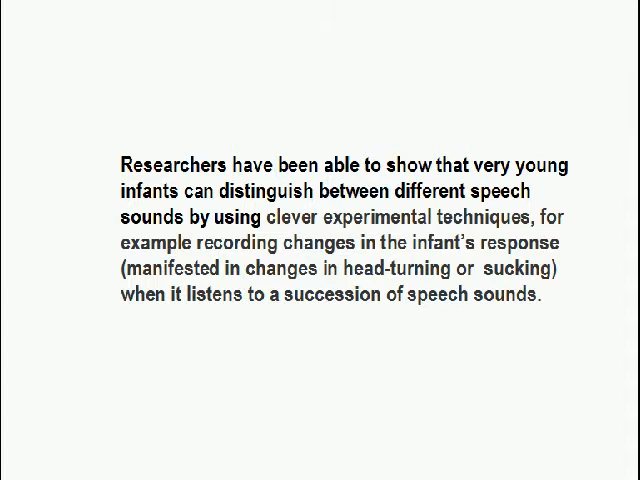 Researchers have been able to show that very young
infants can distinguish between different speech
sounds by using clever experimental techniques, for
example recording changes in the infant's response
(manifested in changes in head-turning or sucking)
when it listens to a succession of speech sounds.